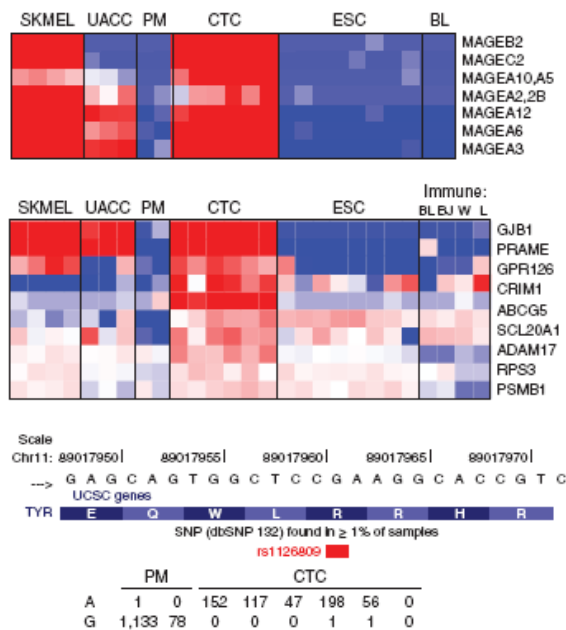 SKMEL UACC PM CTC ESC BL
MAGEB2
MAGEC2
MAGEA10,A5
MAGEA2,2B
MAGEA12
MAGEA6
MAGEA3
Immune:
SKMEL UACC PM CTC ESC BL BJ W L
GJB1
PRAME
GPR126
CRIM1
ABCG5
SCL20A1
ADAM17
RPS3
PSMB1
Scale
Chr11: 89017950| 89017955| 89017960| 89017965| 89017970|
---> G A G C A G T G G C T C C G A A G G C A C C G T C
UCSC genes
TYR E Q W L R R H R
SNP (dbSNP 132) found in ≥ 1% of samples
rs1126809
PM CTC
A 1 0 152 117 47 198 56 0
G 1,133 78 0 0 0 1 1 0